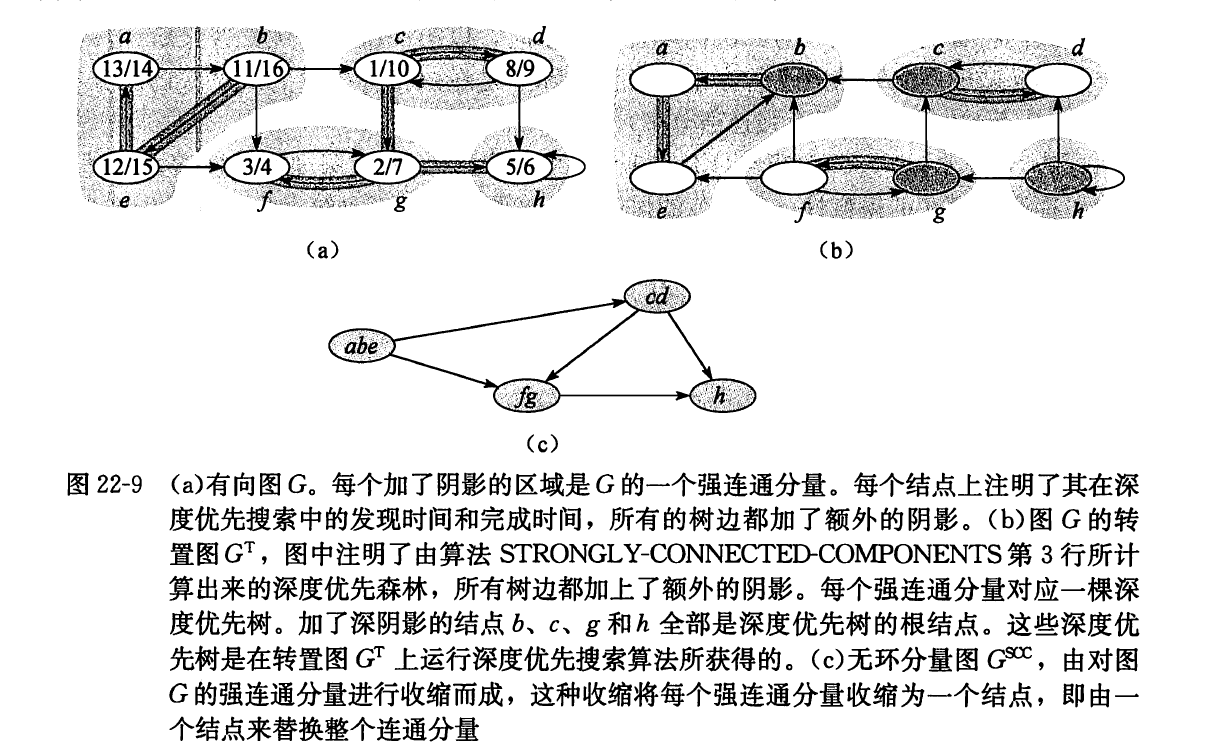 a b c d
13/14 11/16 1/10 8/9
12/15 3/4 2/7 5/6
e f g h
(a)
a b c d
e f g h
(b)
cd
abe
fg h
(c)
图 22-9 (a)有向图 G。每个加了阴影的区域是 G 的一个强连通分量。每个结点上注明了其在深
度优先搜索中的发现时间和完成时间，所有的树边都加了额外的阴影。(b)图 G 的转
置图 Gᵀ，图中注明了由算法 STRONGLY-CONNECTED-COMPONENTS 第 3 行所计
算出来的深度优先森林，所有树边都加上了额外的阴影。每个强连通分量对应一棵深
度优先树。加了深阴影的结点 b、c、g 和 h 全部是深度优先树的根结点。这些深度优
先树是在转置图 Gᵀ 上运行深度优先搜索算法所获得的。(c)无环分量图 Gˢᶜᶜ，由对图
G 的强连通分量进行收缩而成，这种收缩将每个强连通分量收缩为一个结点，即由一
个结点来替换整个连通分量